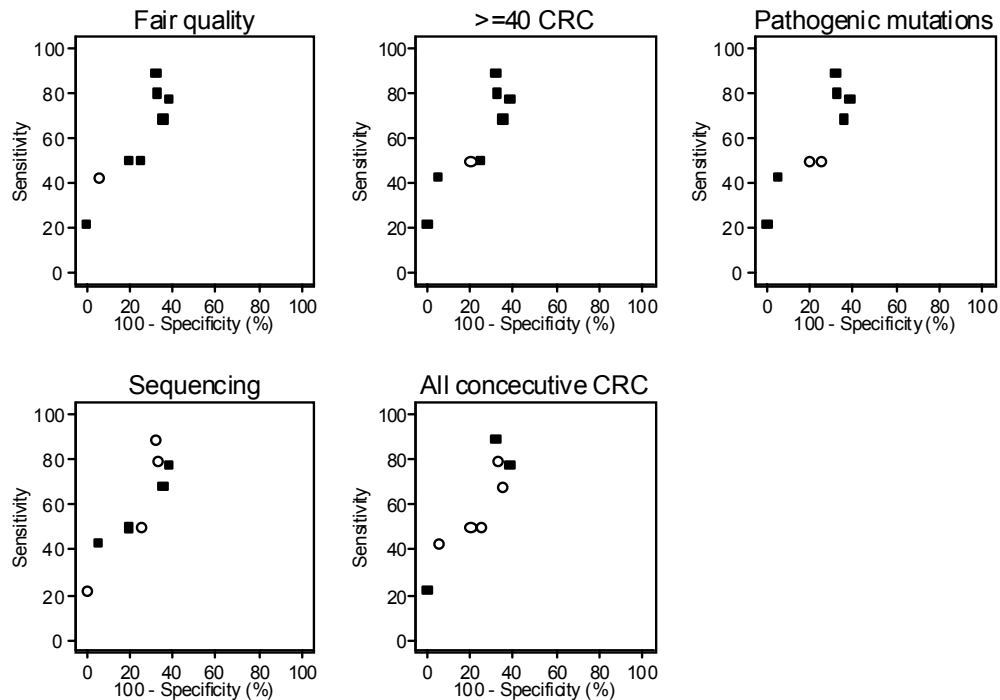 Fair quality
100
80
60
40
20
0
Sensitivity
0 20 40 60 80 100
100 - Specificity (%)
>=40 CRC
100
80
60
40
20
0
Sensitivity
0 20 40 60 80 100
100 - Specificity (%)
Pathogenic mutations
100
80
60
40
20
0
Sensitivity
0 20 40 60 80 100
100 - Specificity (%)
Sequencing
100
80
60
40
20
0
Sensitivity
0 20 40 60 80 100
100 - Specificity (%)
All concecutive CRC
100
80
60
40
20
0
Sensitivity
0 20 40 60 80 100
100 - Specificity (%)